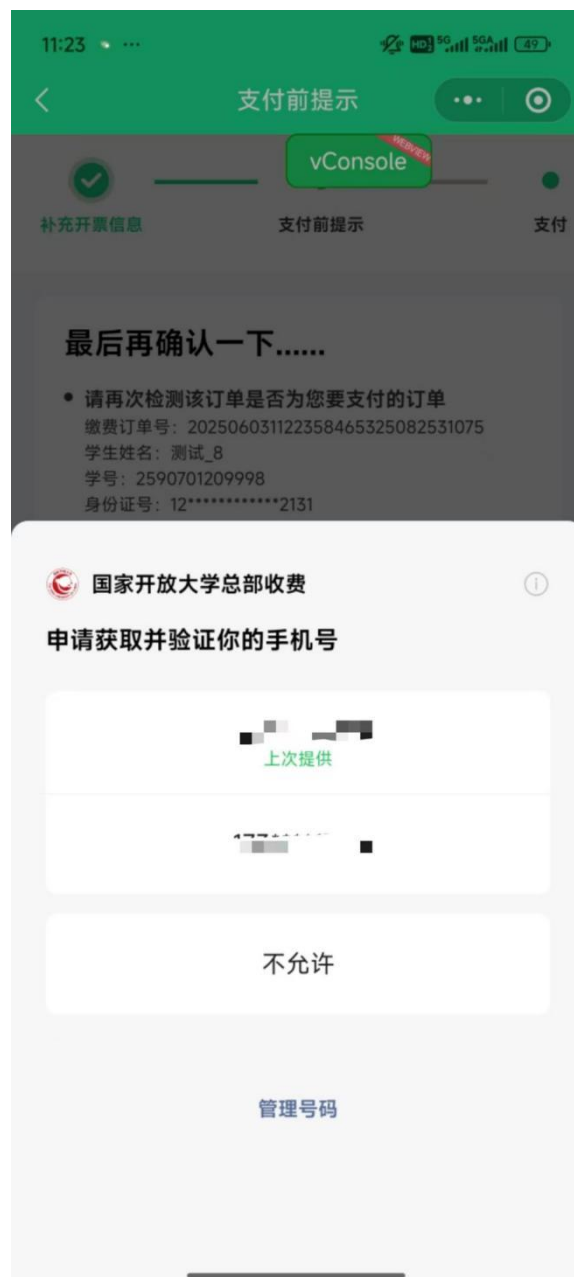 11:23
HD 5G 5GA 49
支付前提示
vConsole
WEBVIEW
补充开票信息
支付前提示
支付
最后再确认一下......
请再次检测该订单是否为您要支付的订单
缴费订单号：202506031122358465325082531075
学生姓名：测试_8
学号：2590701209998
身份证号：12************2131
国家开放大学总部收费
申请获取并验证你的手机号
上次提供
不允许
管理号码